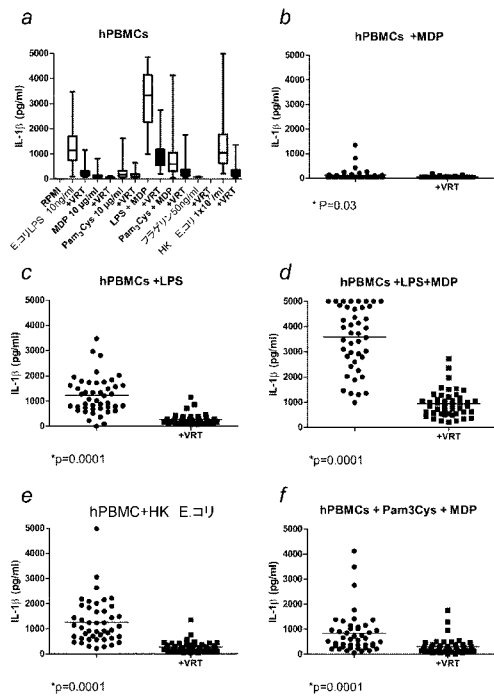 a
hPBMCs
IL-1β (pg/ml)
5000
4000
3000
2000
1000
0
RPMI
E.コリLPS 10ng/ml
+VRT
MDP 10 μg/ml
+VRT
Pam3Cys 10 μg/ml
+VRT
LPS + MDP
+VRT
Pam3Cys + MDP
+VRT
フラゲリン50ng/ml
+VRT
HK E.コリ 1x10⁷/ml
+VRT
b
hPBMCs +MDP
IL-1β (pg/ml)
5000
4000
3000
2000
1000
0
+VRT
* P=0.03
c
hPBMCs +LPS
IL-1β (pg/ml)
5000
4000
3000
2000
1000
0
+VRT
*p=0.0001
d
hPBMCs +LPS+MDP
IL-1β (pg/ml)
5000
4000
3000
2000
1000
0
+VRT
*p=0.0001
e
hPBMC+HK E.コリ
IL-1β (pg/ml)
5000
4000
3000
2000
1000
0
+VRT
*p=0.0001
f
hPBMCs + Pam3Cys + MDP
IL-1β (pg/ml)
5000
4000
3000
2000
1000
0
+VRT
*p=0.0001